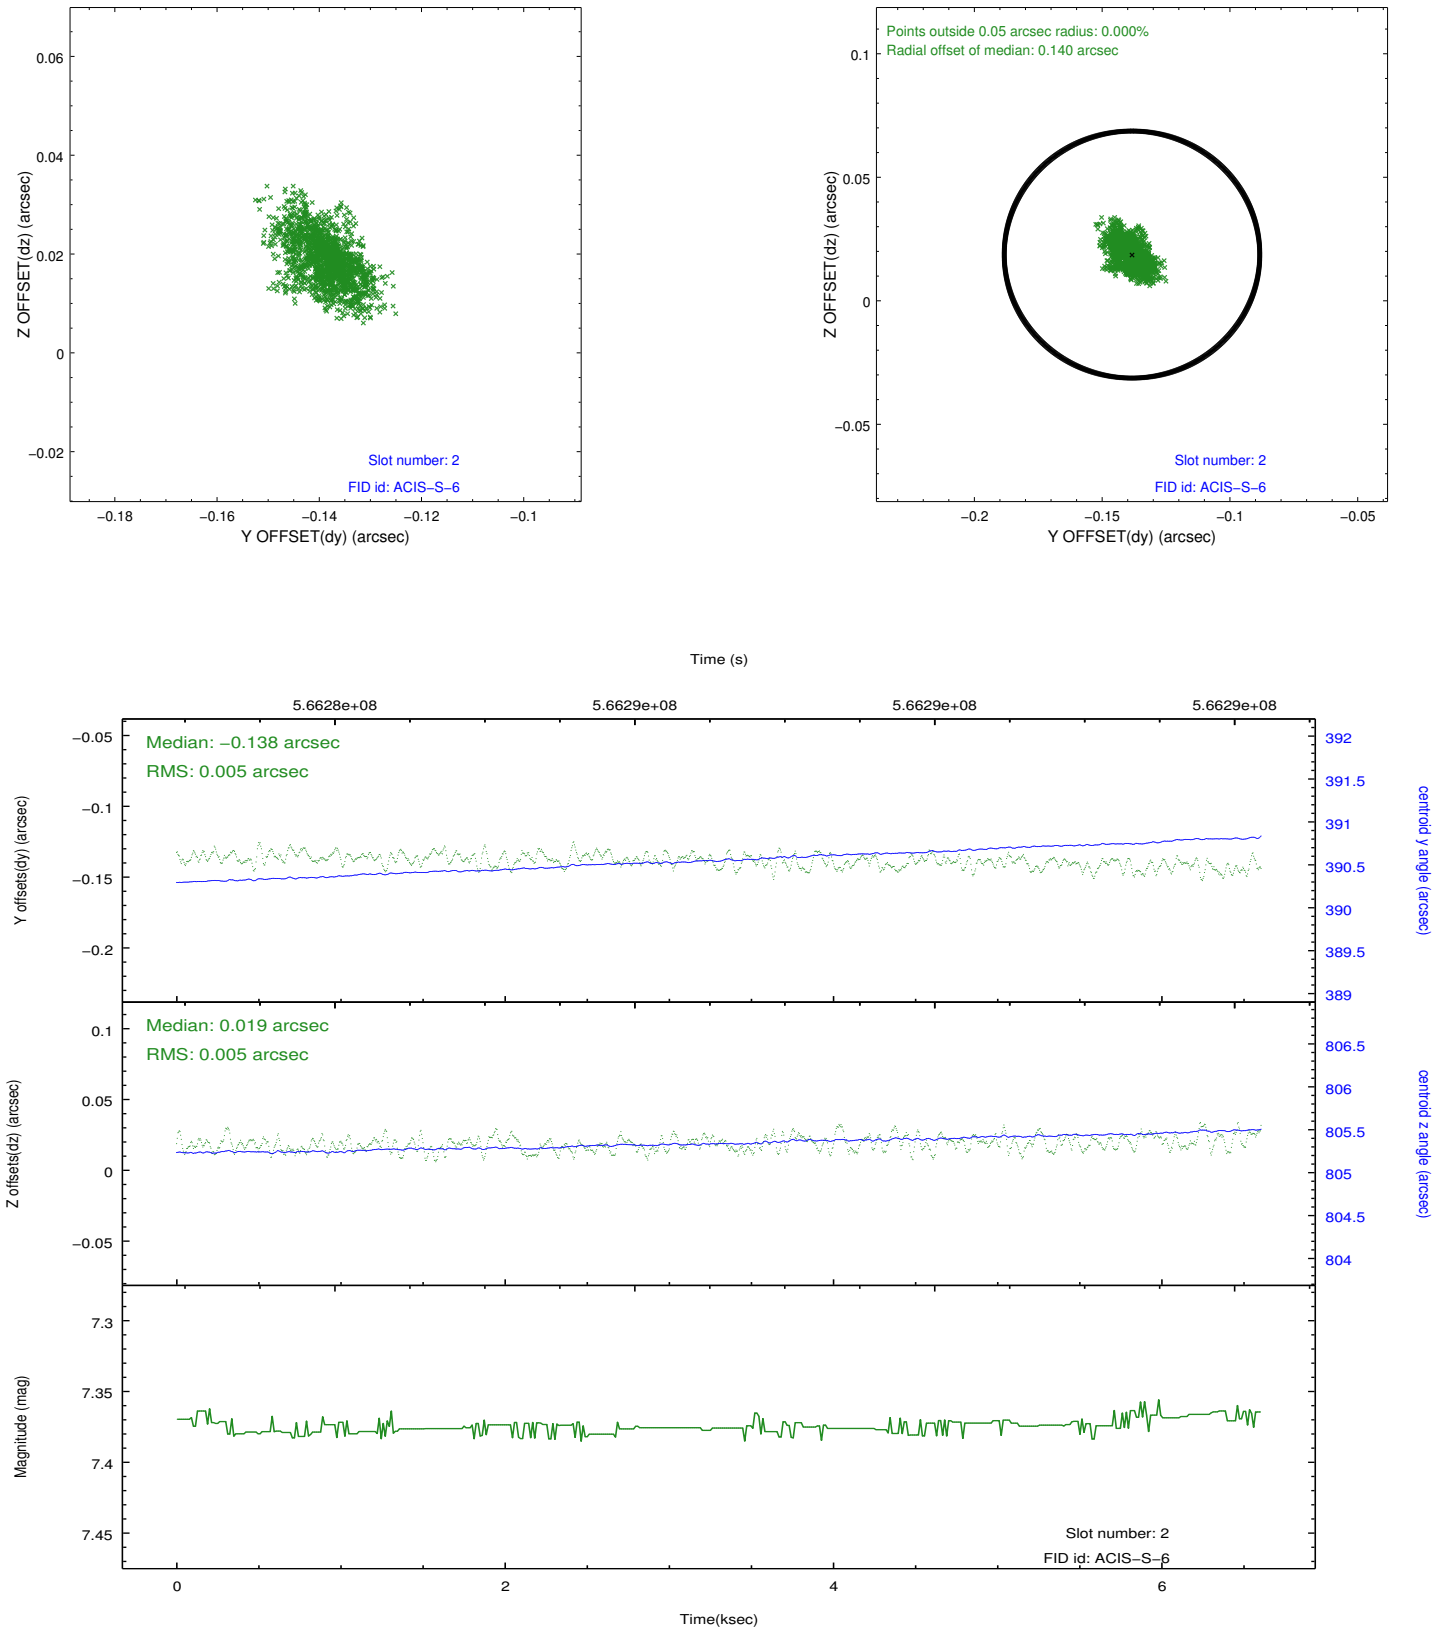 0.06
0.04
0.02
0
−0.02
Z OFFSET(dz) (arcsec)
Slot number: 2
FID id: ACIS−S−6
−0.18
−0.16
−0.14
−0.12
−0.1
Y OFFSET(dy) (arcsec)
Points outside 0.05 arcsec radius: 0.000%
Radial offset of median: 0.140 arcsec
0.1
0.05
0
−0.05
Z OFFSET(dz) (arcsec)
Slot number: 2
FID id: ACIS−S−6
−0.2
−0.15
−0.1
−0.05
Y OFFSET(dy) (arcsec)
Time (s)
5.6628e+08
5.6629e+08
5.6629e+08
5.6629e+08
Median: −0.138 arcsec
RMS: 0.005 arcsec
−0.05
−0.1
−0.15
−0.2
Y offsets(dy) (arcsec)
392
391.5
391
390.5
390
389.5
389
centroid y angle (arcsec)
Median: 0.019 arcsec
RMS: 0.005 arcsec
0.1
0.05
0
−0.05
Z offsets(dz) (arcsec)
806.5
806
805.5
805
804.5
804
centroid z angle (arcsec)
7.3
7.35
7.4
7.45
Magnitude (mag)
Slot number: 2
FID id: ACIS−S−6
0
2
4
6
Time(ksec)